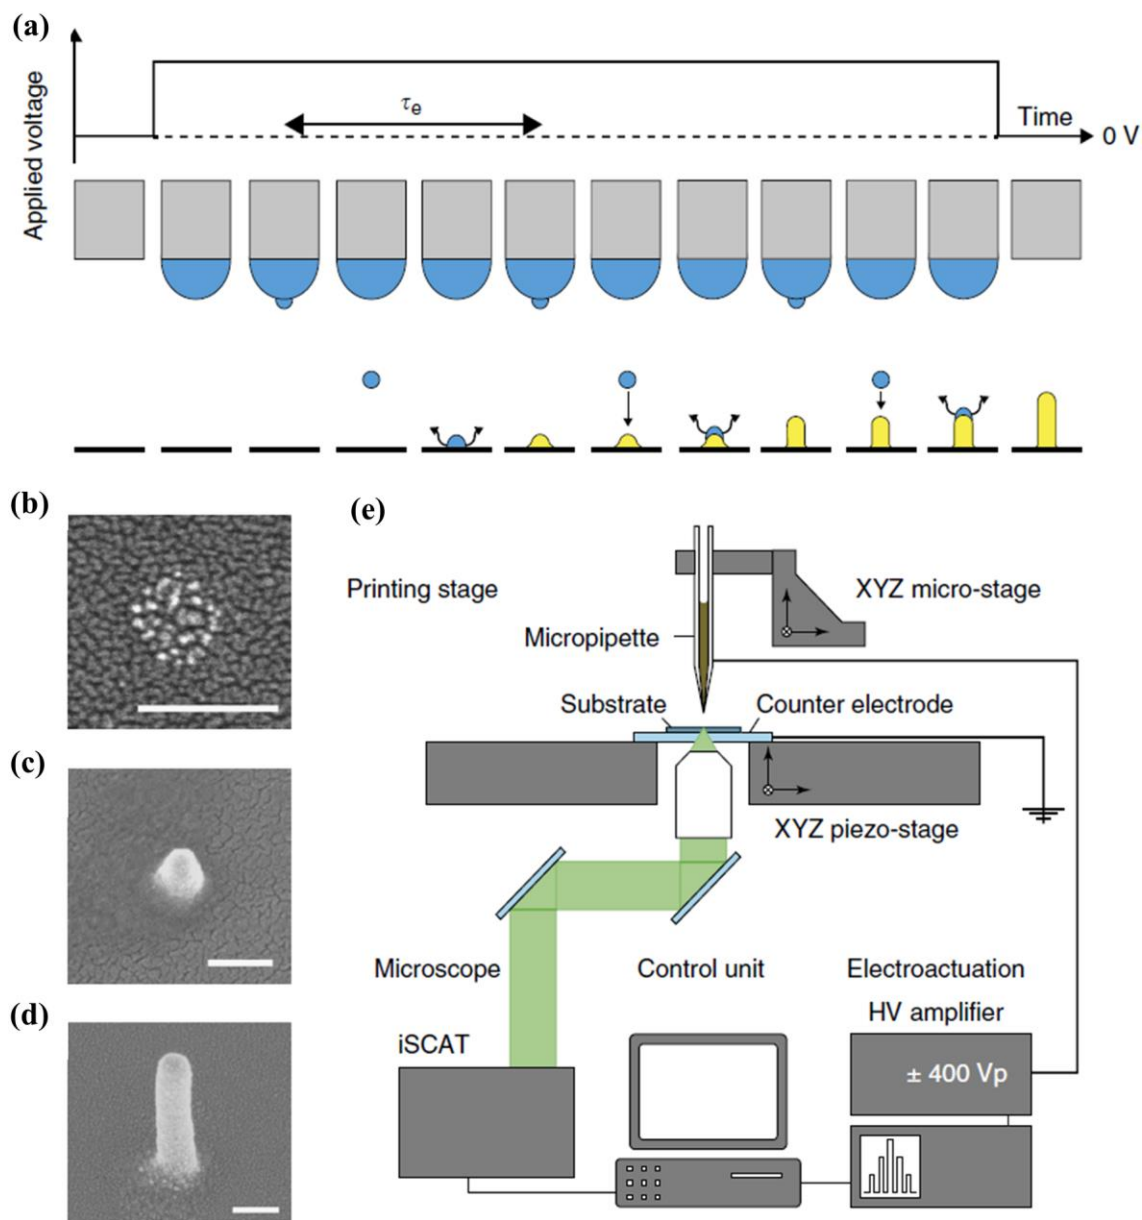 (a)
Applied voltage
τe
Time
0 V
(b)
(c)
(d)
(e)
Printing stage
XYZ micro-stage
Micropipette
Substrate
Counter electrode
XYZ piezo-stage
Microscope
Control unit
Electroactuation
HV amplifier
iSCAT
± 400 Vp